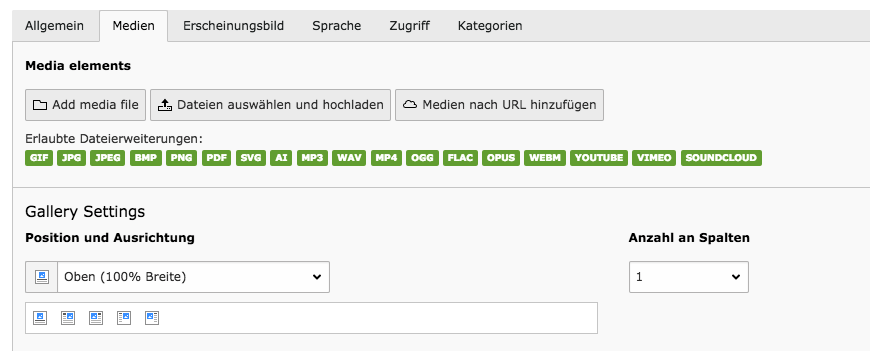 Allgemein Medien Erscheinungsbild Sprache Zugriff Kategorien
Media elements
Add media file Dateien auswählen und hochladen Medien nach URL hinzufügen
Erlaubte Dateierweiterungen:
GIF JPG JPEG BMP PNG PDF SVG AI MP3 WAV MP4 OGG FLAC OPUS WEBM YOUTUBE VIMEO SOUNDCLOUD
Gallery Settings
Position und Ausrichtung Anzahl an Spalten
Oben (100% Breite) 1